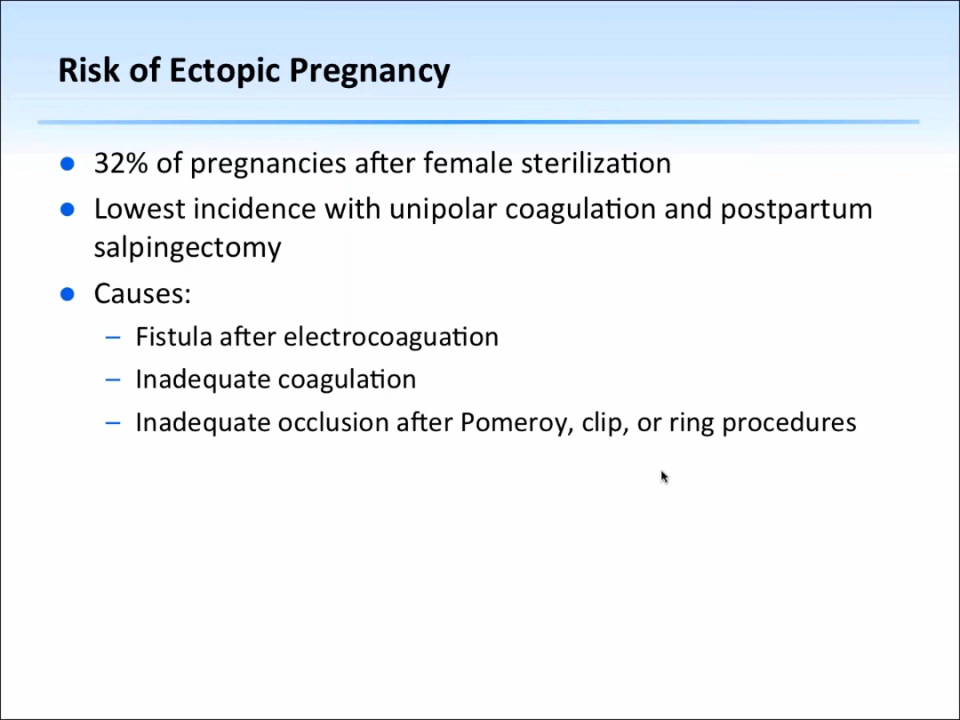 Risk of Ectopic Pregnancy
● 32% of pregnancies after female sterilization
● Lowest incidence with unipolar coagulation and postpartum
salpingectomy
● Causes:
– Fistula after electrocoaguation
– Inadequate coagulation
– Inadequate occlusion after Pomeroy, clip, or ring procedures